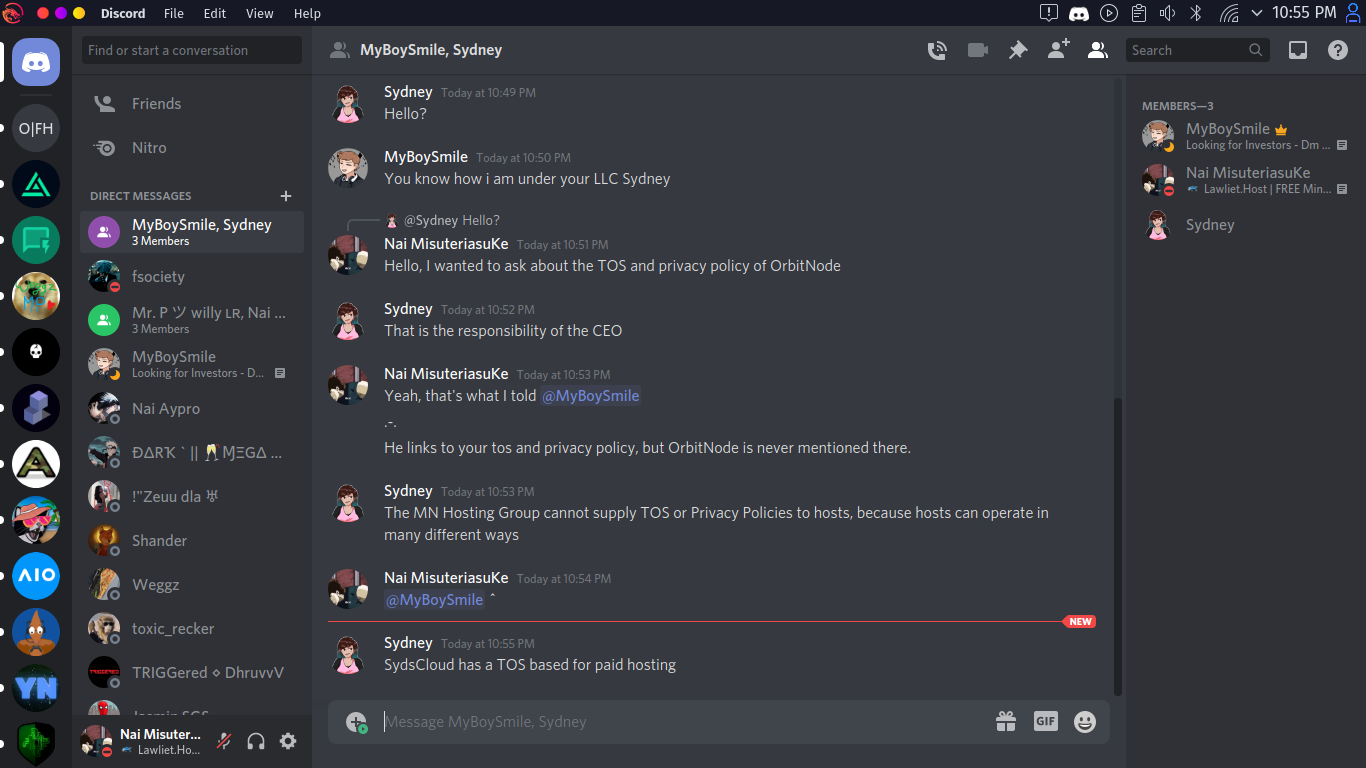 Discord File Edit View Help
10:55 PM
Find or start a conversation
MyBoySmile, Sydney
Search
O|FH
AIO
YN
Friends
Nitro
DIRECT MESSAGES
MyBoySmile, Sydney
3 Members
fsociety
Mr. P ツ willy ʟʀ, Nai ...
3 Members
MyBoySmile
Looking for Investors - D...
Nai Aypro
!"Zeuu dla
Shander
Weggz
toxic_recker
TRIGGERED
TRIGGered ⋄ DhruvvV
Nai Misuter...
Lawliet.Ho...
Sydney Today at 10:49 PM
Hello?
MyBoySmile Today at 10:50 PM
You know how i am under your LLC Sydney
@Sydney Hello?
Nai MisuteriasuKe Today at 10:51 PM
Hello, I wanted to ask about the TOS and privacy policy of OrbitNode
Sydney Today at 10:52 PM
That is the responsibility of the CEO
Nai MisuteriasuKe Today at 10:53 PM
Yeah, that's what I told @MyBoySmile
.-.
He links to your tos and privacy policy, but OrbitNode is never mentioned there.
Sydney Today at 10:53 PM
The MN Hosting Group cannot supply TOS or Privacy Policies to hosts, because hosts can operate in
many different ways
Nai MisuteriasuKe Today at 10:54 PM
@MyBoySmile ^
NEW
Sydney Today at 10:55 PM
SydsCloud has a TOS based for paid hosting
Message MyBoySmile, Sydney
GIF
MEMBERS—3
MyBoySmile
Looking for Investors - Dm ...
Nai MisuteriasuKe
Lawliet.Host | FREE Min...
Sydney